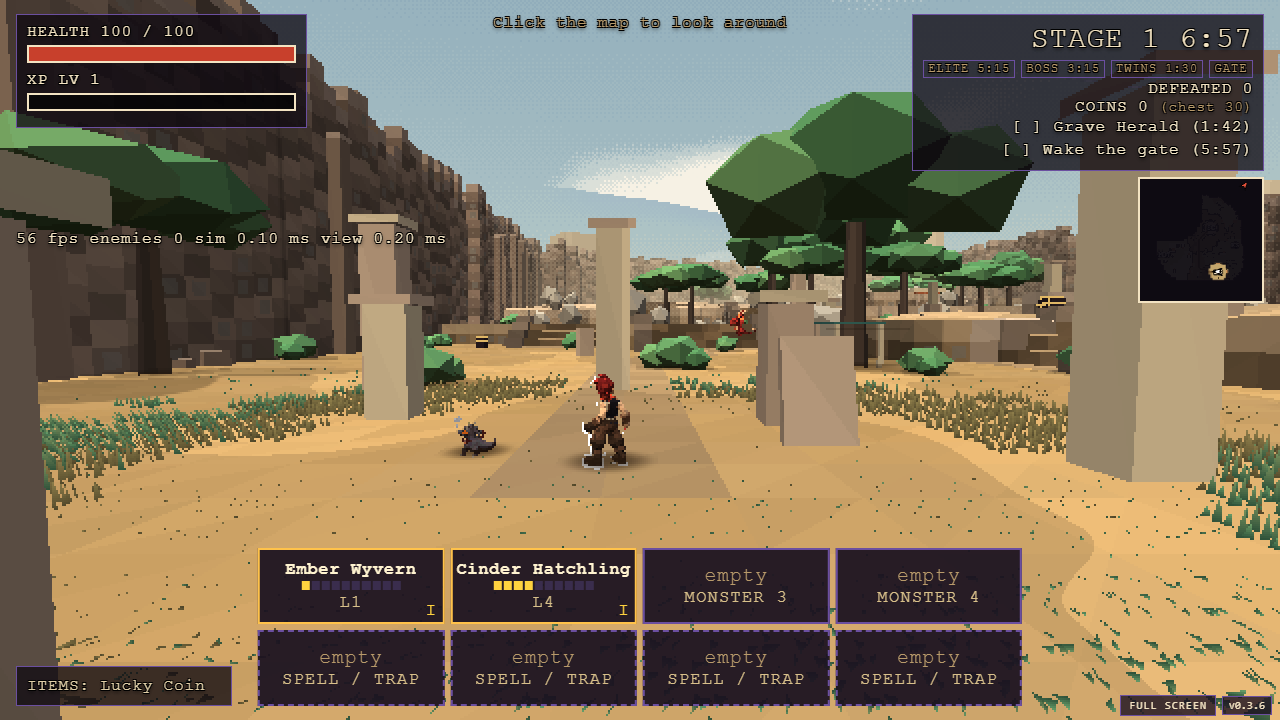 HEALTH 100 / 100
XP LV 1
Click the map to look around
STAGE 1 6:57
ELITE 5:15 BOSS 3:15 TWINS 1:30 GATE
DEFEATED 0
COINS 0 (chest 30)
[ ] Grave Herald (1:42)
[ ] Wake the gate (5:57)
56 fps enemies 0 sim 0.10 ms view 0.20 ms
Ember Wyvern
L1
I
Cinder Hatchling
L4
I
empty
MONSTER 3
empty
MONSTER 4
empty
SPELL / TRAP
empty
SPELL / TRAP
empty
SPELL / TRAP
empty
SPELL / TRAP
ITEMS: Lucky Coin
FULL SCREEN
v0.3.6